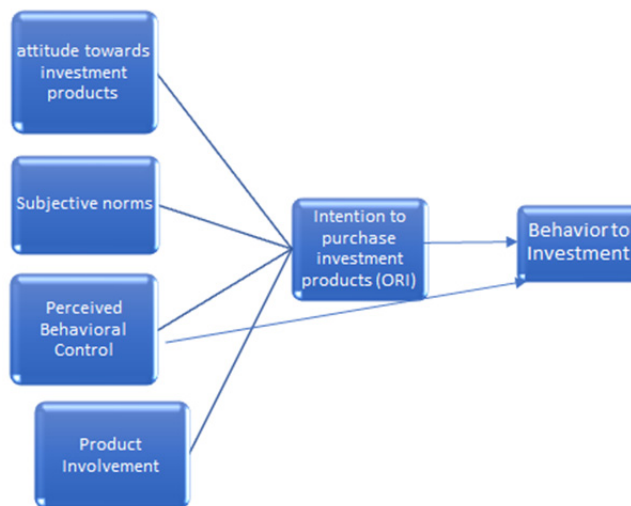 attitude towards
investment
products
Subjective norms
Perceived
Behavioral
Control
Product
Involvement
Intention to
purchase
investment
products (ORI)
Behavior to
Investment